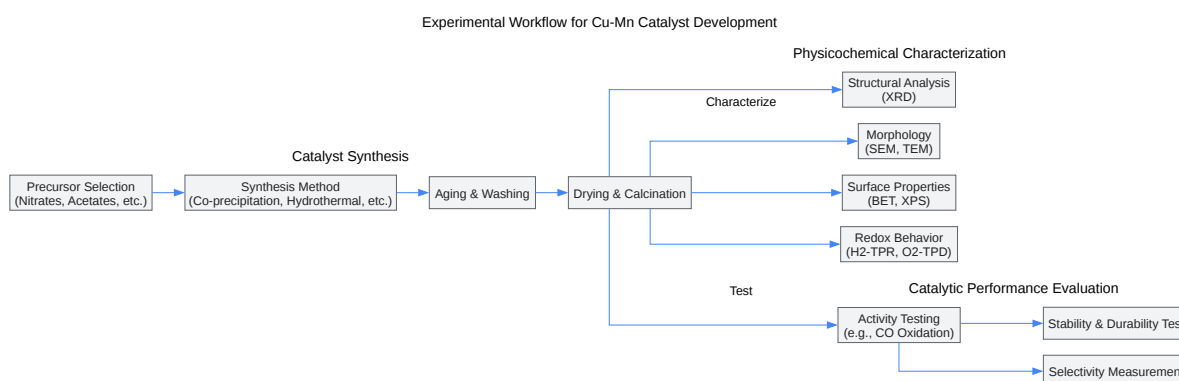 Experimental Workflow for Cu-Mn Catalyst Development
Physicochemical Characterization
Structural Analysis
(XRD)
Characterize
Morphology
(SEM, TEM)
Catalyst Synthesis
Precursor Selection
(Nitrates, Acetates, etc.)
Synthesis Method
(Co-precipitation, Hydrothermal, etc.)
Aging & Washing
Drying & Calcination
Surface Properties
(BET, XPS)
Redox Behavior
(H2-TPR, O2-TPD)
Test
Catalytic Performance Evaluation
Activity Testing
(e.g., CO Oxidation)
Stability & Durability Tes
Selectivity Measuremen